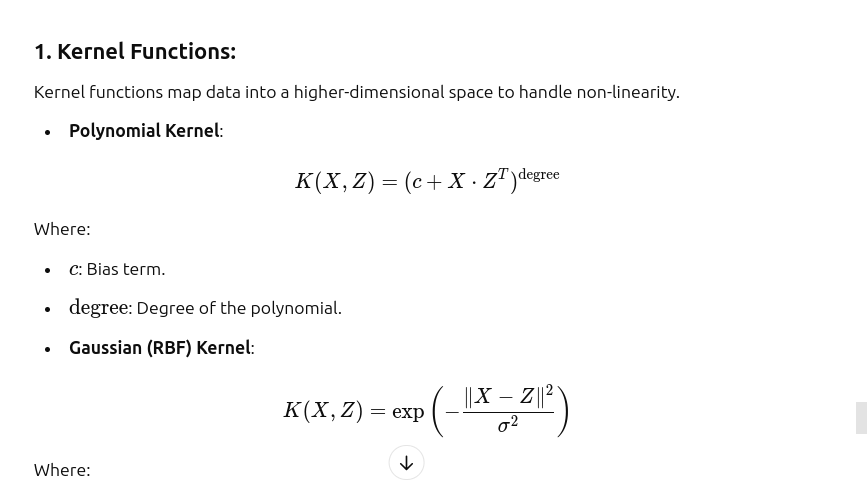 1. Kernel Functions:
Kernel functions map data into a higher-dimensional space to handle non-linearity.
• Polynomial Kernel:
K(X, Z) = (c + X · Z^T)^degree
Where:
• c: Bias term.
• degree: Degree of the polynomial.
• Gaussian (RBF) Kernel:
K(X, Z) = exp(−‖X − Z‖²/σ²)
Where: